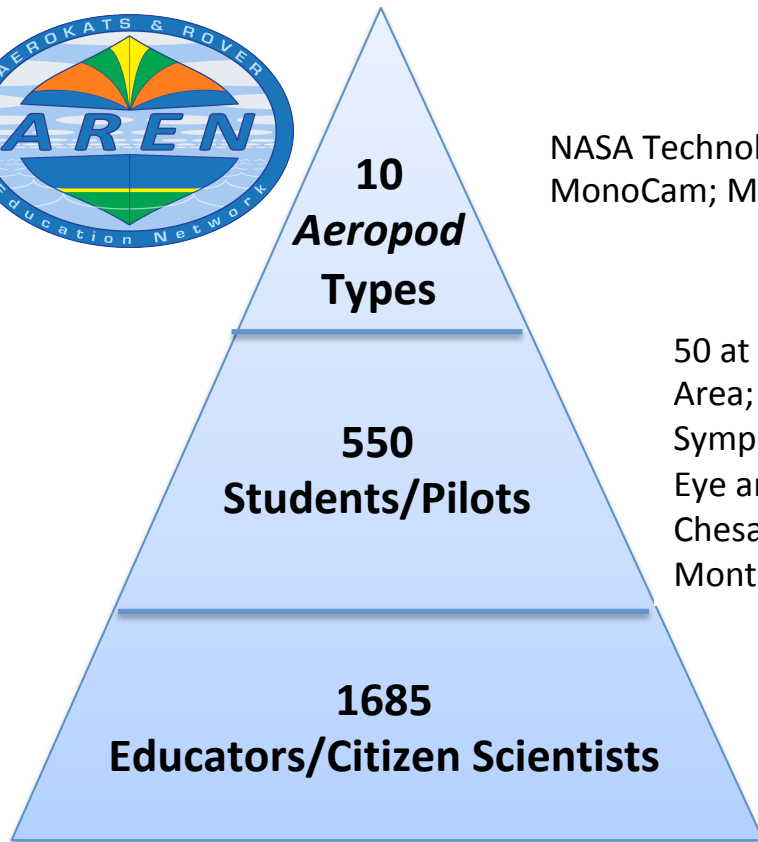 AEROKATS & ROVER
AREN
Education Network
10
Aeropod
Types
NASA Technol
MonoCam; M
50 at
Area;
Symp
Eye ar
Chesa
Mont
550
Students/Pilots
1685
Educators/Citizen Scientists